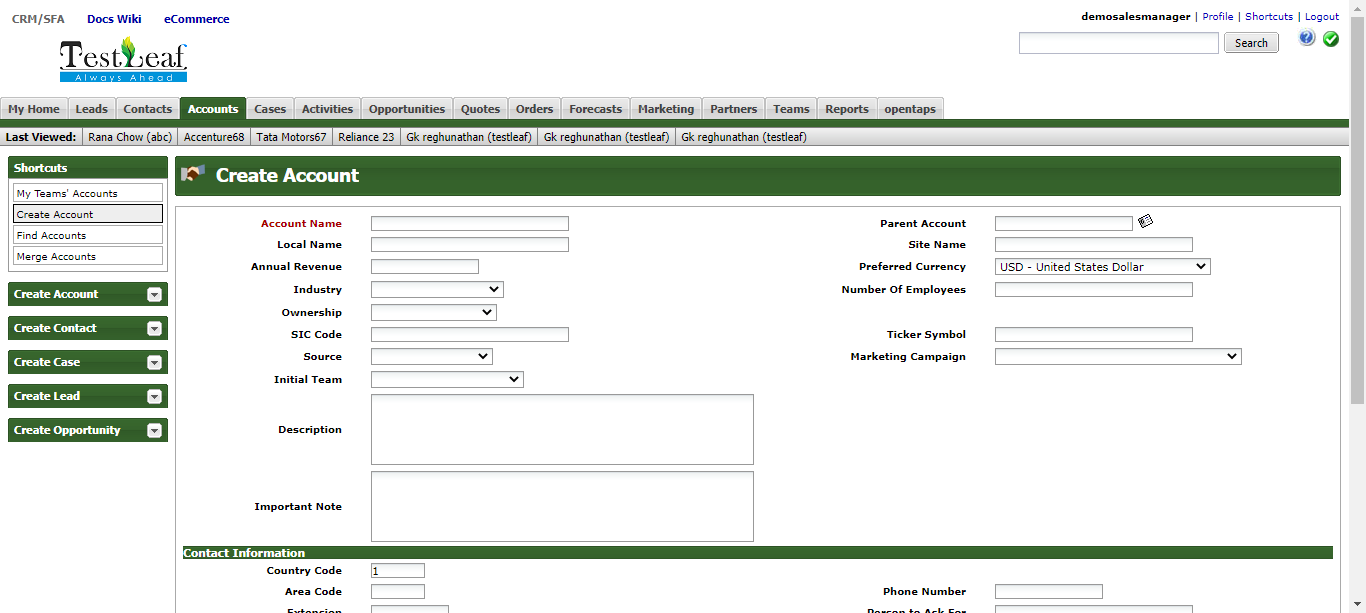 CRM/SFA Docs Wiki eCommerce
demosalesmanager | Profile | Shortcuts | Logout
TestLeaf
Always Ahead
Search
?
My Home Leads Contacts Accounts Cases Activities Opportunities Quotes Orders Forecasts Marketing Partners Teams Reports opentaps
Last Viewed: Rana Chow (abc) Accenture68 Tata Motors67 Reliance 23 Gk reghunathan (testleaf) Gk reghunathan (testleaf) Gk reghunathan (testleaf)
Shortcuts
My Teams' Accounts
Create Account
Find Accounts
Merge Accounts
Create Account
Create Contact
Create Case
Create Lead
Create Opportunity
Create Account
Account Name Parent Account
Local Name Site Name
Annual Revenue Preferred Currency USD - United States Dollar
Industry Number Of Employees
Ownership
SIC Code Ticker Symbol
Source Marketing Campaign
Initial Team
Description
Important Note
Contact Information
Country Code 1
Area Code Phone Number
Extension Person to Ask For